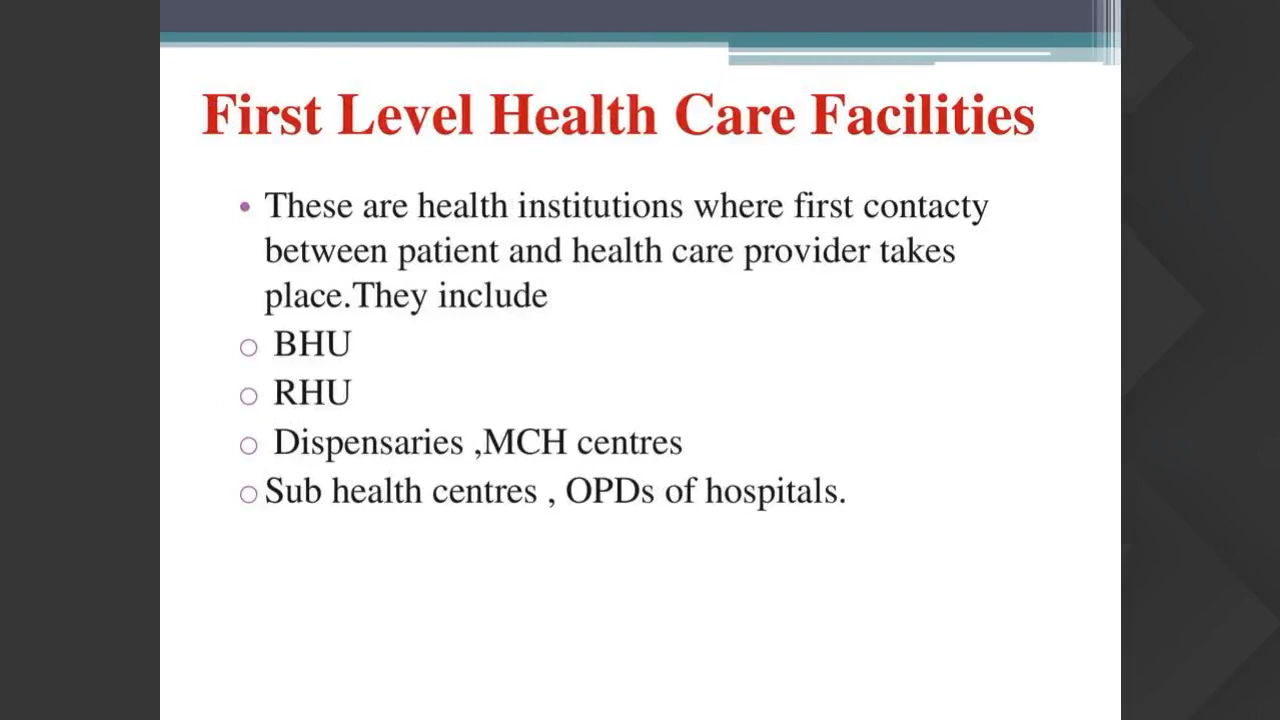 First Level Health Care Facilities
• These are health institutions where first contacty
between patient and health care provider takes
place.They include
○ BHU
○ RHU
○ Dispensaries ,MCH centres
○ Sub health centres , OPDs of hospitals.